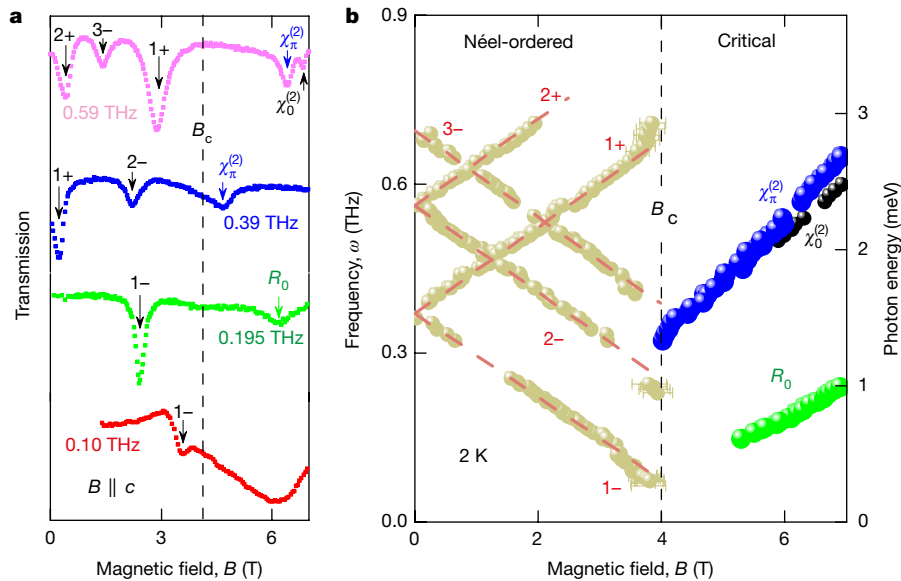 a
2+
3−
1+
χπ(2)
χ0(2)
0.59 THz
Bc
1+
2−
χπ(2)
0.39 THz
1−
R0
0.195 THz
1−
0.10 THz
B ∥ c
Transmission
0 3 6
Magnetic field, B (T)
b
Néel-ordered
Critical
0.9
0.6
0.3
0.0
Frequency, ω (THz)
3−
2+
1+
Bc
χπ(2)
χ0(2)
2−
R0
2 K
1−
3
2
1
0
Photon energy (meV)
0 2 4 6
Magnetic field, B (T)